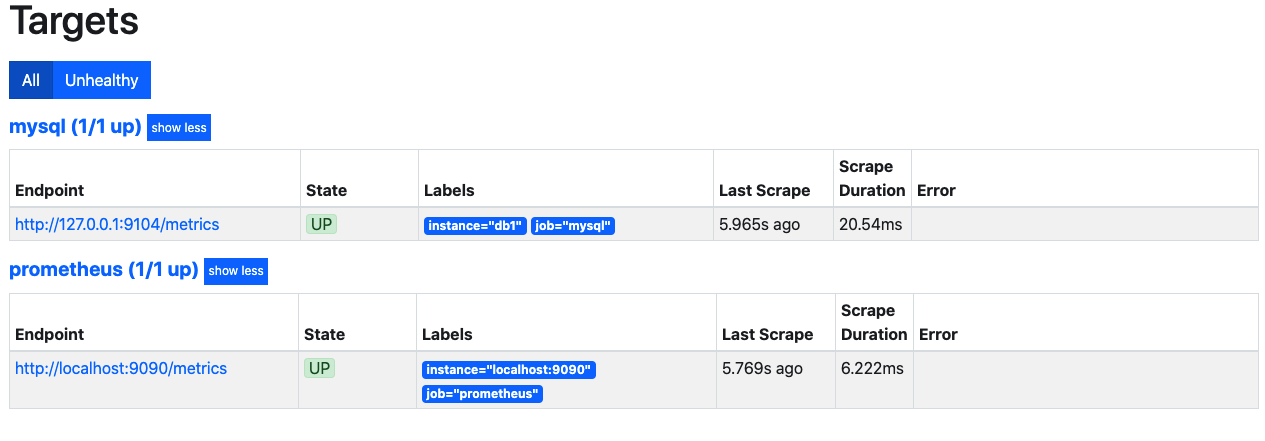 Targets
All Unhealthy
mysql (1/1 up) show less
Endpoint State Labels Last Scrape Scrape Duration Error
http://127.0.0.1:9104/metrics UP instance="db1" job="mysql" 5.965s ago 20.54ms
prometheus (1/1 up) show less
Endpoint State Labels Last Scrape Scrape Duration Error
http://localhost:9090/metrics UP instance="localhost:9090" 5.769s ago 6.222ms
job="prometheus"